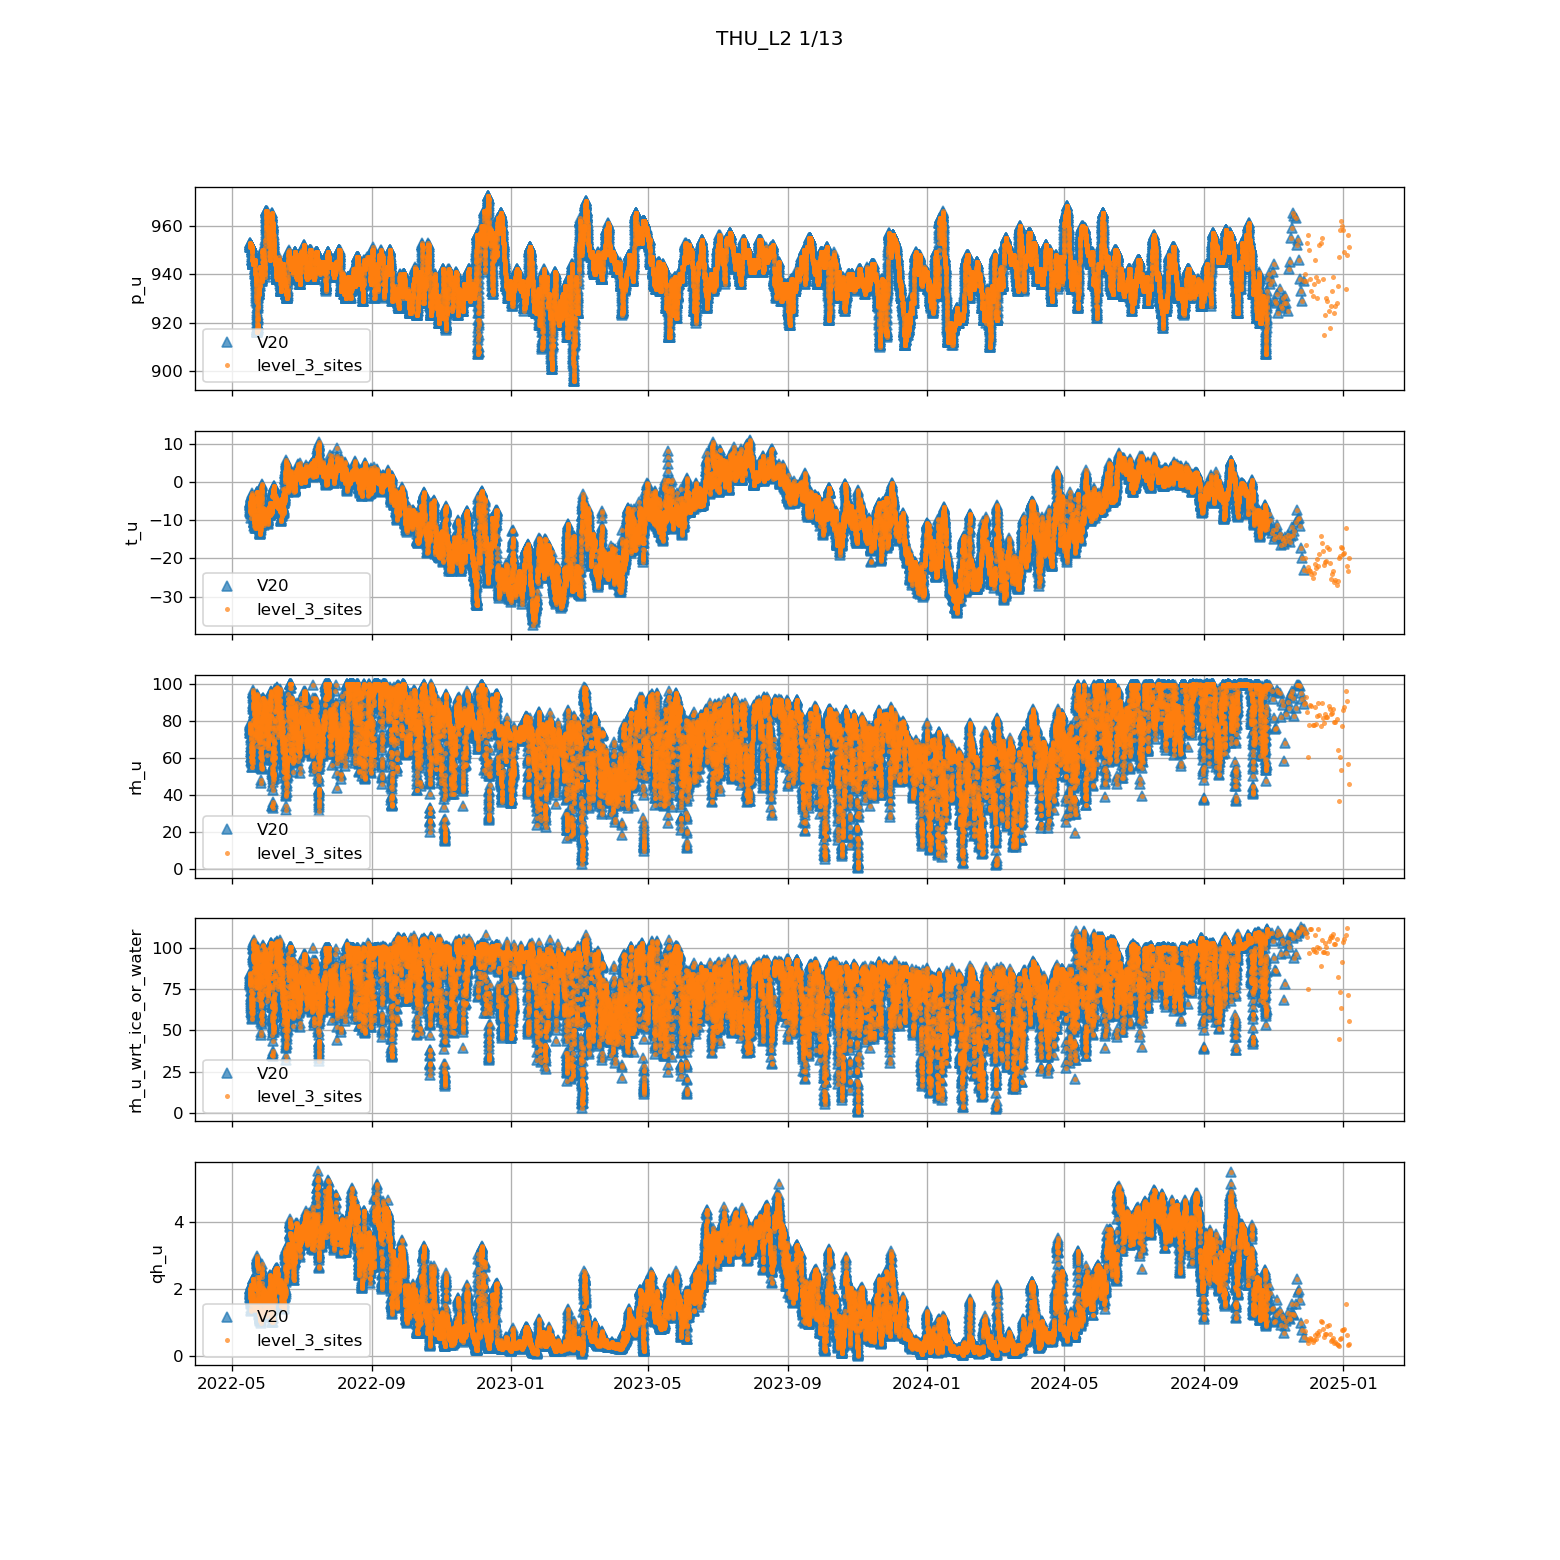 THU_L2 1/13
960
940
920
900
p_u
V20
level_3_sites
10
0
−10
−20
−30
t_u
V20
level_3_sites
100
80
60
40
20
0
rh_u
V20
level_3_sites
100
75
50
25
0
rh_u_wrt_ice_or_water
V20
level_3_sites
4
2
0
qh_u
V20
level_3_sites
2022-05 2022-09 2023-01 2023-05 2023-09 2024-01 2024-05 2024-09 2025-01